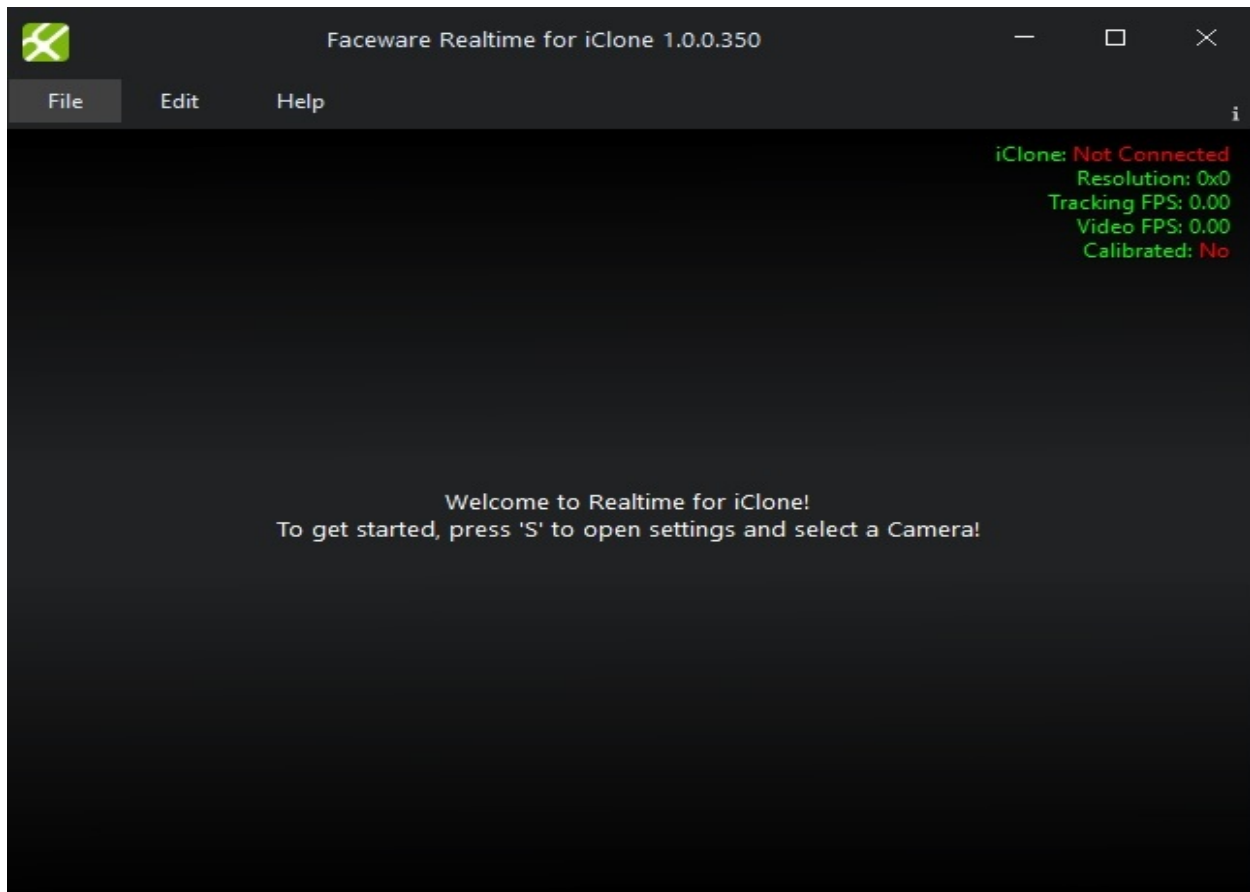 Faceware Realtime for iClone 1.0.0.350
File Edit Help
i
iClone: Not Connected
Resolution: 0x0
Tracking FPS: 0.00
Video FPS: 0.00
Calibrated: No
Welcome to Realtime for iClone!
To get started, press 'S' to open settings and select a Camera!